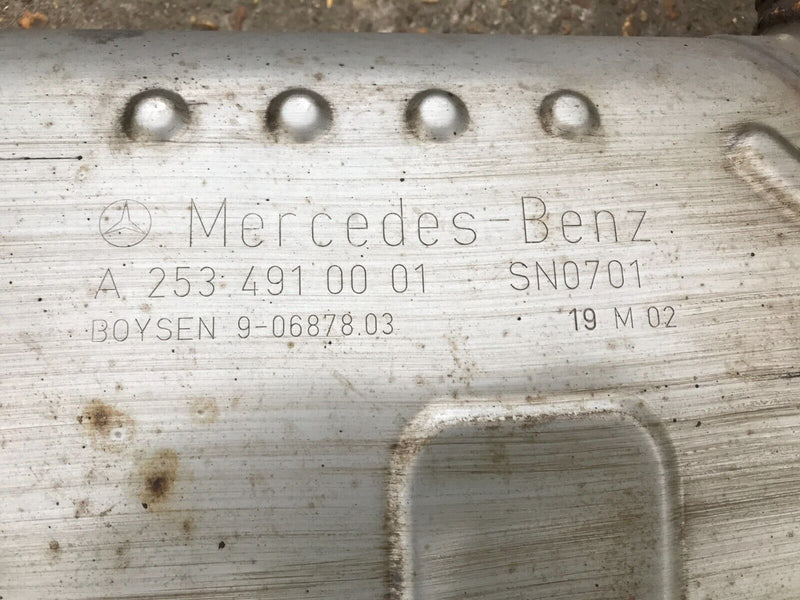 Mercedes-Benz
A 253 491 00 01 SN0701
BOYSEN 9-06878.03 19 M 02